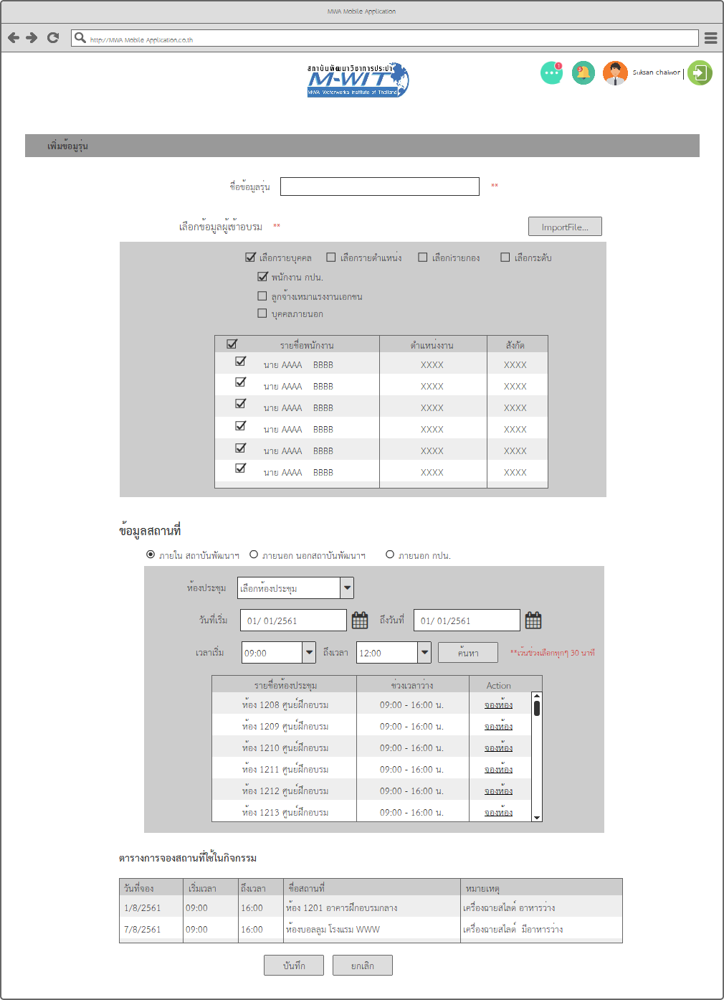 MWA Mobile Application
http://MWA Mobile Application.co.th
สถาบันพัฒนาวิชาการประปา
M-WIT
MWA Waterworks Institute of Thailand
1
Suksan chaiwor
เพิ่มข้อมูรุ่น
ชื่อข้อมูลรุ่น **
เลือกข้อมูลผู้เข้าอบรม ** ImportFile...
เลือกรายบุคคล เลือกรายตำแหน่ง เลือกเรายกอง เลือกระดับ
พนักงาน กปน.
ลูกจ้างเหมาแรงงานเอกชน
บุคคลภายนอก
รายชื่อพนักงาน ตำแหน่งงาน สังกัด
นาย AAAA BBBB XXXX XXXX
นาย AAAA BBBB XXXX XXXX
นาย AAAA BBBB XXXX XXXX
นาย AAAA BBBB XXXX XXXX
นาย AAAA BBBB XXXX XXXX
นาย AAAA BBBB XXXX XXXX
ข้อมูลสถานที่
ภายใน สถาบันพัฒนาฯ ภายนอก นอกสถาบันพัฒนาฯ ภายนอก กปน.
ห้องประชุม เลือกห้องประชุม
วันที่เริ่ม 01/ 01/2561 ถึงวันที่ 01/ 01/2561
เวลาเริ่ม 09:00 ถึงเวลา 12:00 ค้นหา **เว้นช่วงเลือกทุกๆ 30 นาที
รายชื่อห้องประชุม ช่วงเวลาว่าง Action
ห้อง 1208 ศูนย์ฝึกอบรม 09:00 - 16:00 น. จองห้อง
ห้อง 1209 ศูนย์ฝึกอบรม 09:00 - 16:00 น. จองห้อง
ห้อง 1210 ศูนย์ฝึกอบรม 09:00 - 16:00 น. จองห้อง
ห้อง 1211 ศูนย์ฝึกอบรม 09:00 - 16:00 น. จองห้อง
ห้อง 1212 ศูนย์ฝึกอบรม 09:00 - 16:00 น. จองห้อง
ห้อง 1213 ศูนย์ฝึกอบรม 09:00 - 16:00 น. จองห้อง
ตารางการจองสถานที่ใช้ในกิจกรรม
วันที่จอง เริ่มเวลา ถึงเวลา ชื่อสถานที่ หมายเหตุ
1/8/2561 09:00 16:00 ห้อง 1201 อาคารฝึกอบรมกลาง เครื่องฉายสไลด์ อาหารว่าง
7/8/2561 09:00 16:00 ห้องบอลลูม โรงแรม WWW เครื่องฉายสไลด์ มีอาหารว่าง
บันทึก ยกเลิก